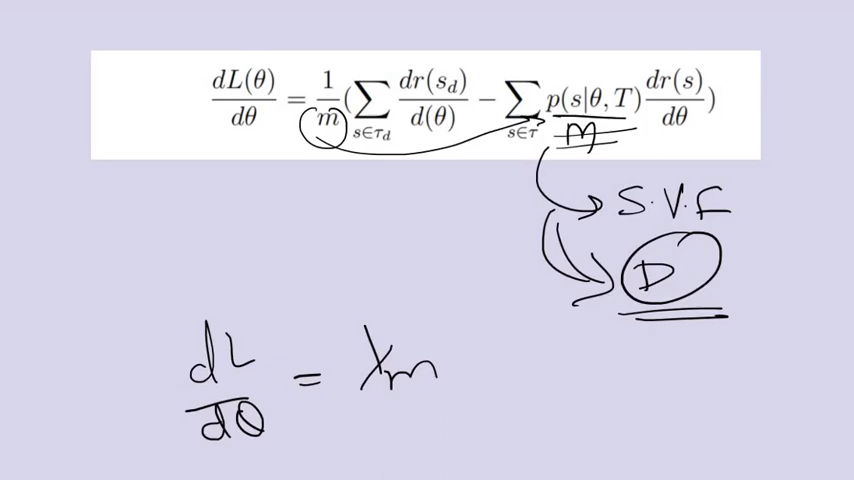 dL(θ)/dθ = 1/m(∑_{s∈τ_d} dr(s_d)/d(θ) − ∑_{s∈τ} p(s|θ, T) dr(s)/dθ)
m
S.V.F
D
dL/dθ = 1/m